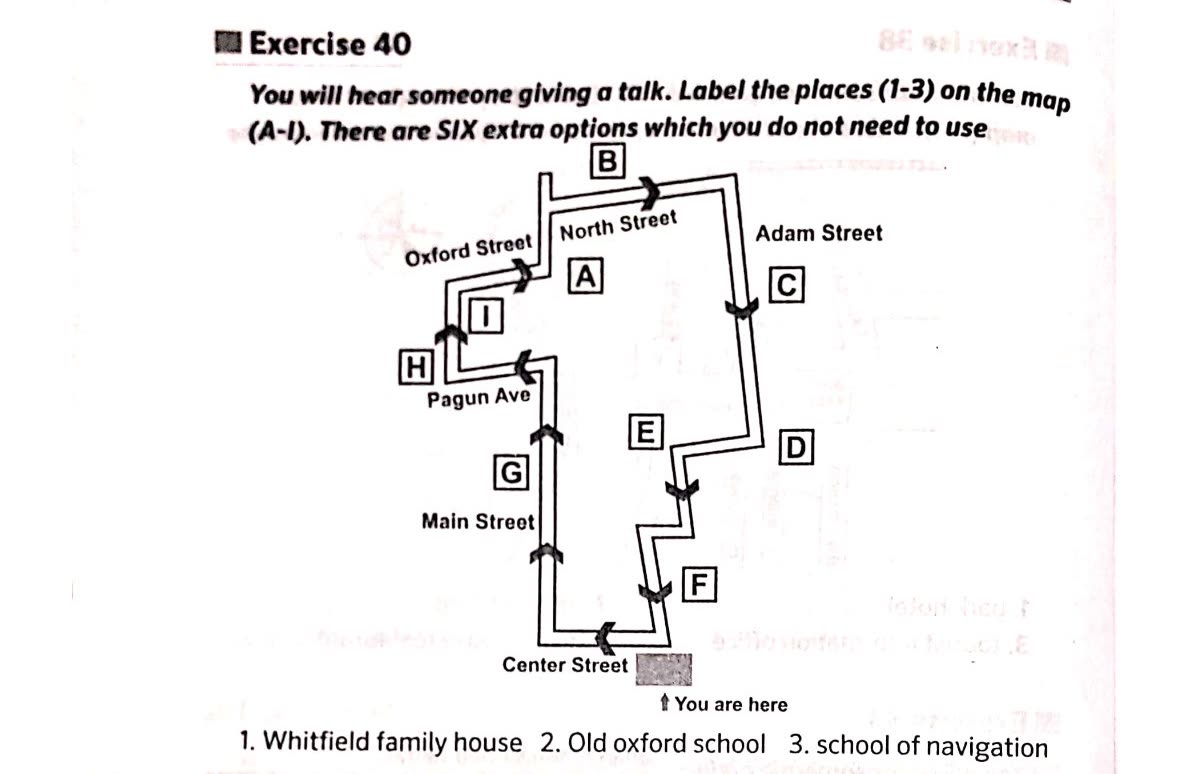 Exercise 40
You will hear someone giving a talk. Label the places (1-3) on the map
(A-I). There are SIX extra options which you do not need to use
B
North Street
Oxford Street
Adam Street
A
C
I
H
Pagun Ave
E
D
G
Main Street
F
Center Street
You are here
1. Whitfield family house 2. Old oxford school 3. school of navigation